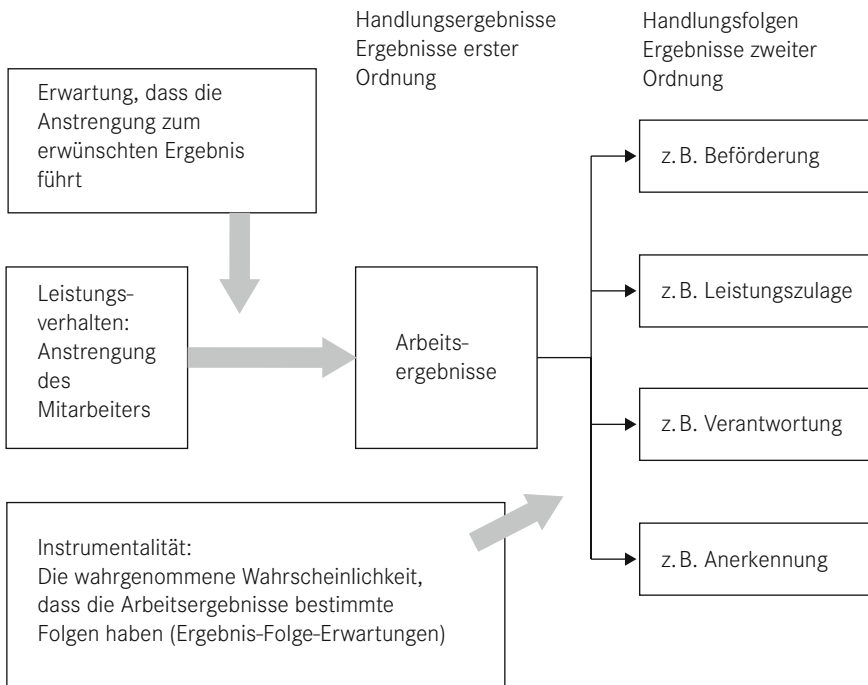 Handlungsergebnisse
Ergebnisse erster
Ordnung
Handlungsfolgen
Ergebnisse zweiter
Ordnung
Erwartung, dass die
Anstrengung zum
erwünschten Ergebnis
führt
z.B. Beförderung
Leistungs-
verhalten:
Anstrengung
des
Mitarbeiters
Arbeits-
ergebnisse
z.B. Leistungszulage
z.B. Verantwortung
Instrumentalität:
Die wahrgenommene Wahrscheinlichkeit,
dass die Arbeitsergebnisse bestimmte
Folgen haben (Ergebnis-Folge-Erwartungen)
z.B. Anerkennung